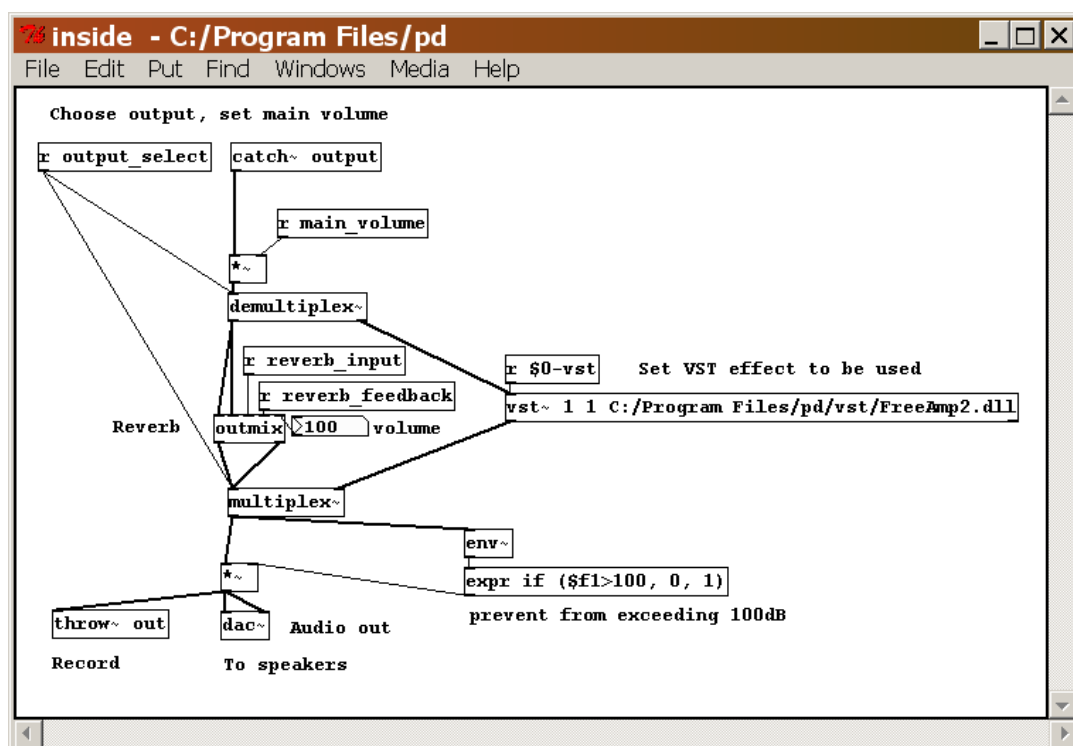 inside - C:/Program Files/pd
File Edit Put Find Windows Media Help
Choose output, set main volume
r output_select
catch~ output
r main_volume
*~
demultiplex~
r reverb_input
r $0-vst
Set VST effect to be used
r reverb_feedback
vst~ 1 1 C:/Program Files/pd/vst/FreeAmp2.dll
Reverb
outmix
100
volume
multiplex~
env~
*~
expr if ($f1>100, 0, 1)
prevent from exceeding 100dB
throw~ out
dac~
Audio out
Record
To speakers